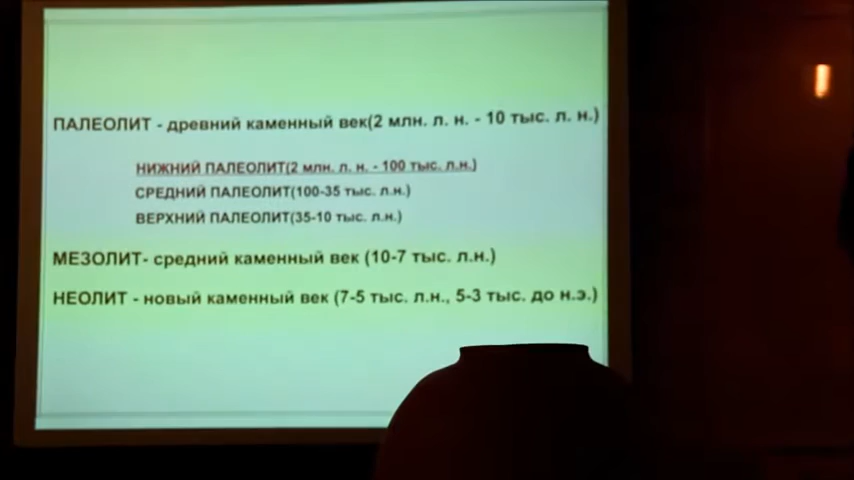 ПАЛЕОЛИТ - древний каменный век(2 млн. л. н. - 10 тыс. л. н.)
НИЖНИЙ ПАЛЕОЛИТ(2 млн. л. н. - 100 тыс. л.н.)
СРЕДНИЙ ПАЛЕОЛИТ(100-35 тыс. л.н.)
ВЕРХНИЙ ПАЛЕОЛИТ(35-10 тыс. л.н.)
МЕЗОЛИТ- средний каменный век (10-7 тыс. л.н.)
НЕОЛИТ - новый каменный век (7-5 тыс. л.н., 5-3 тыс. до н.э.)